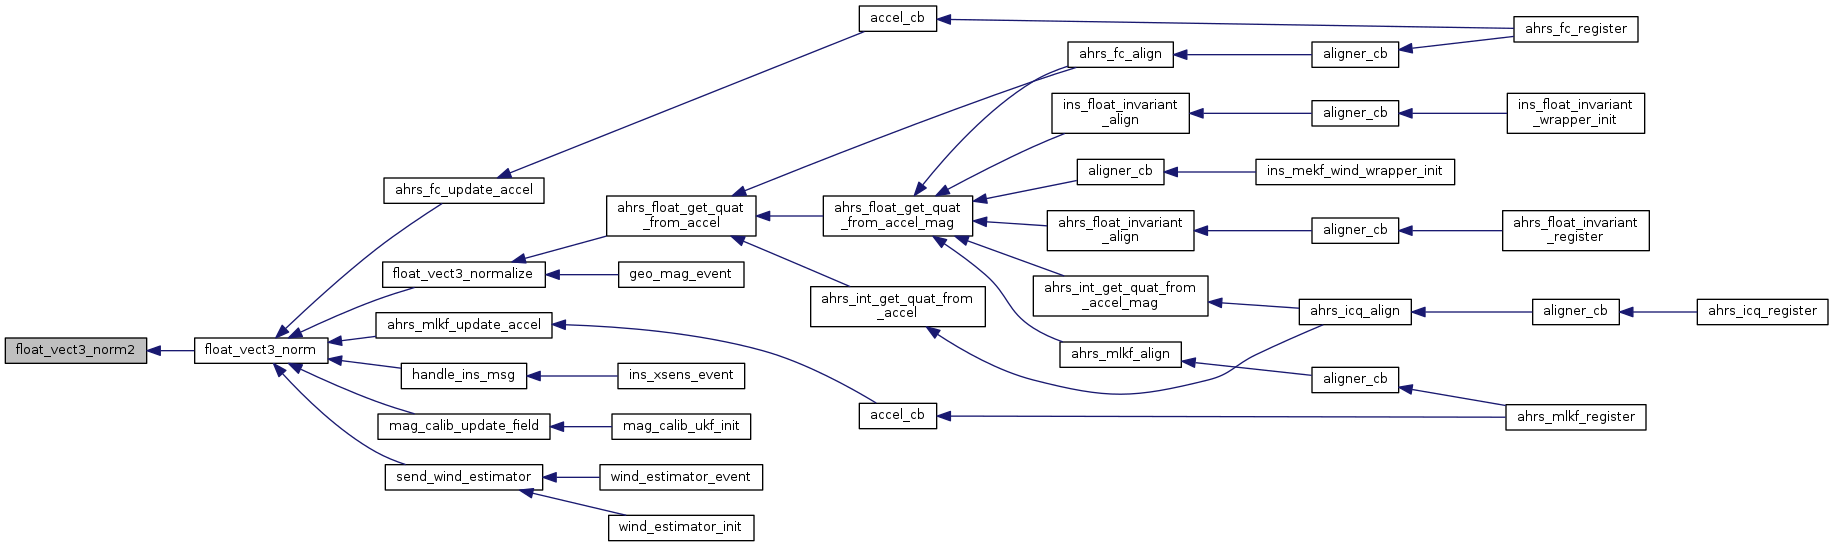 float_vect3_norm2
float_vect3_norm
ahrs_fc_update_accel
accel_cb
ahrs_fc_register
float_vect3_normalize
ahrs_float_get_quat
_from_accel
ahrs_fc_align
aligner_cb
ahrs_float_get_quat
_from_accel_mag
ins_float_invariant
_align
aligner_cb
ins_float_invariant
_wrapper_init
aligner_cb
ins_mekf_wind_wrapper_init
ahrs_float_invariant
_align
aligner_cb
ahrs_float_invariant
_register
ahrs_int_get_quat_from
_accel_mag
ahrs_icq_align
aligner_cb
ahrs_icq_register
ahrs_mlkf_align
aligner_cb
ahrs_mlkf_register
ahrs_int_get_quat_from
_accel
geo_mag_event
ahrs_mlkf_update_accel
accel_cb
handle_ins_msg
ins_xsens_event
mag_calib_update_field
mag_calib_ukf_init
send_wind_estimator
wind_estimator_event
wind_estimator_init